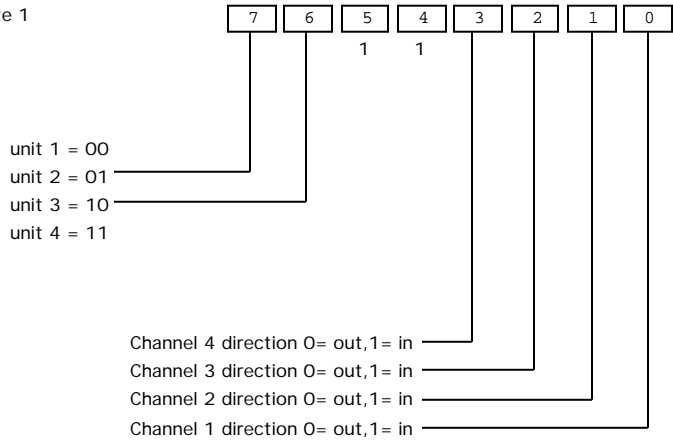 e 1
7 6 5 4 3 2 1 0
1 1
unit 1 = 00
unit 2 = 01
unit 3 = 10
unit 4 = 11
Channel 4 direction 0= out,1= in
Channel 3 direction 0= out,1= in
Channel 2 direction 0= out,1= in
Channel 1 direction 0= out,1= in